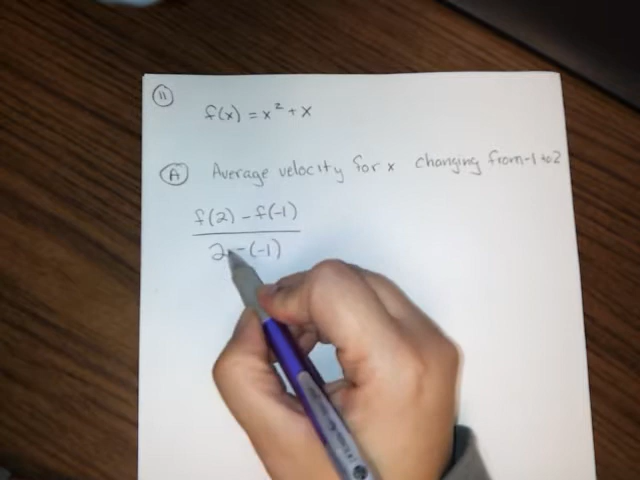 11
f(x) = x² + x
A Average velocity for x changing from -1 to 2
f(2) - f(-1)
2 - (-1)